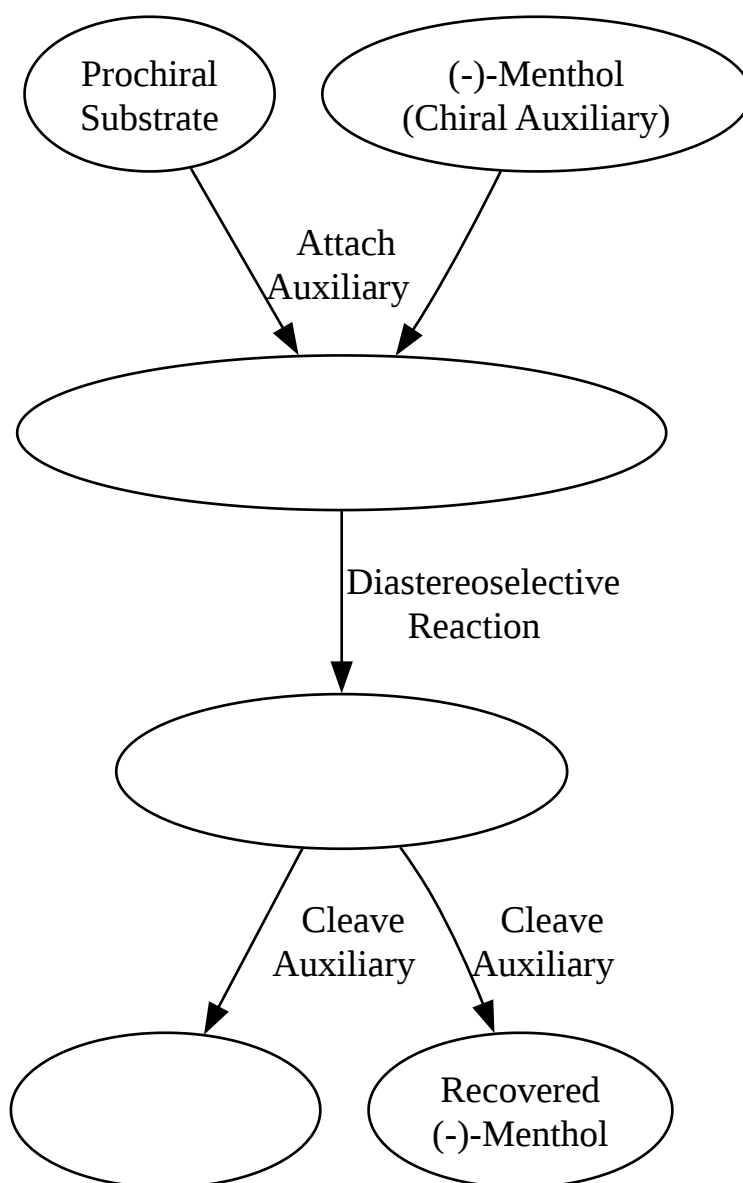 Prochiral
Substrate
(-)-Menthol
(Chiral Auxiliary)
Attach
Auxiliary
Diastereoselective
Reaction
Cleave
Auxiliary
Cleave
Auxiliary
Recovered
(-)-Menthol